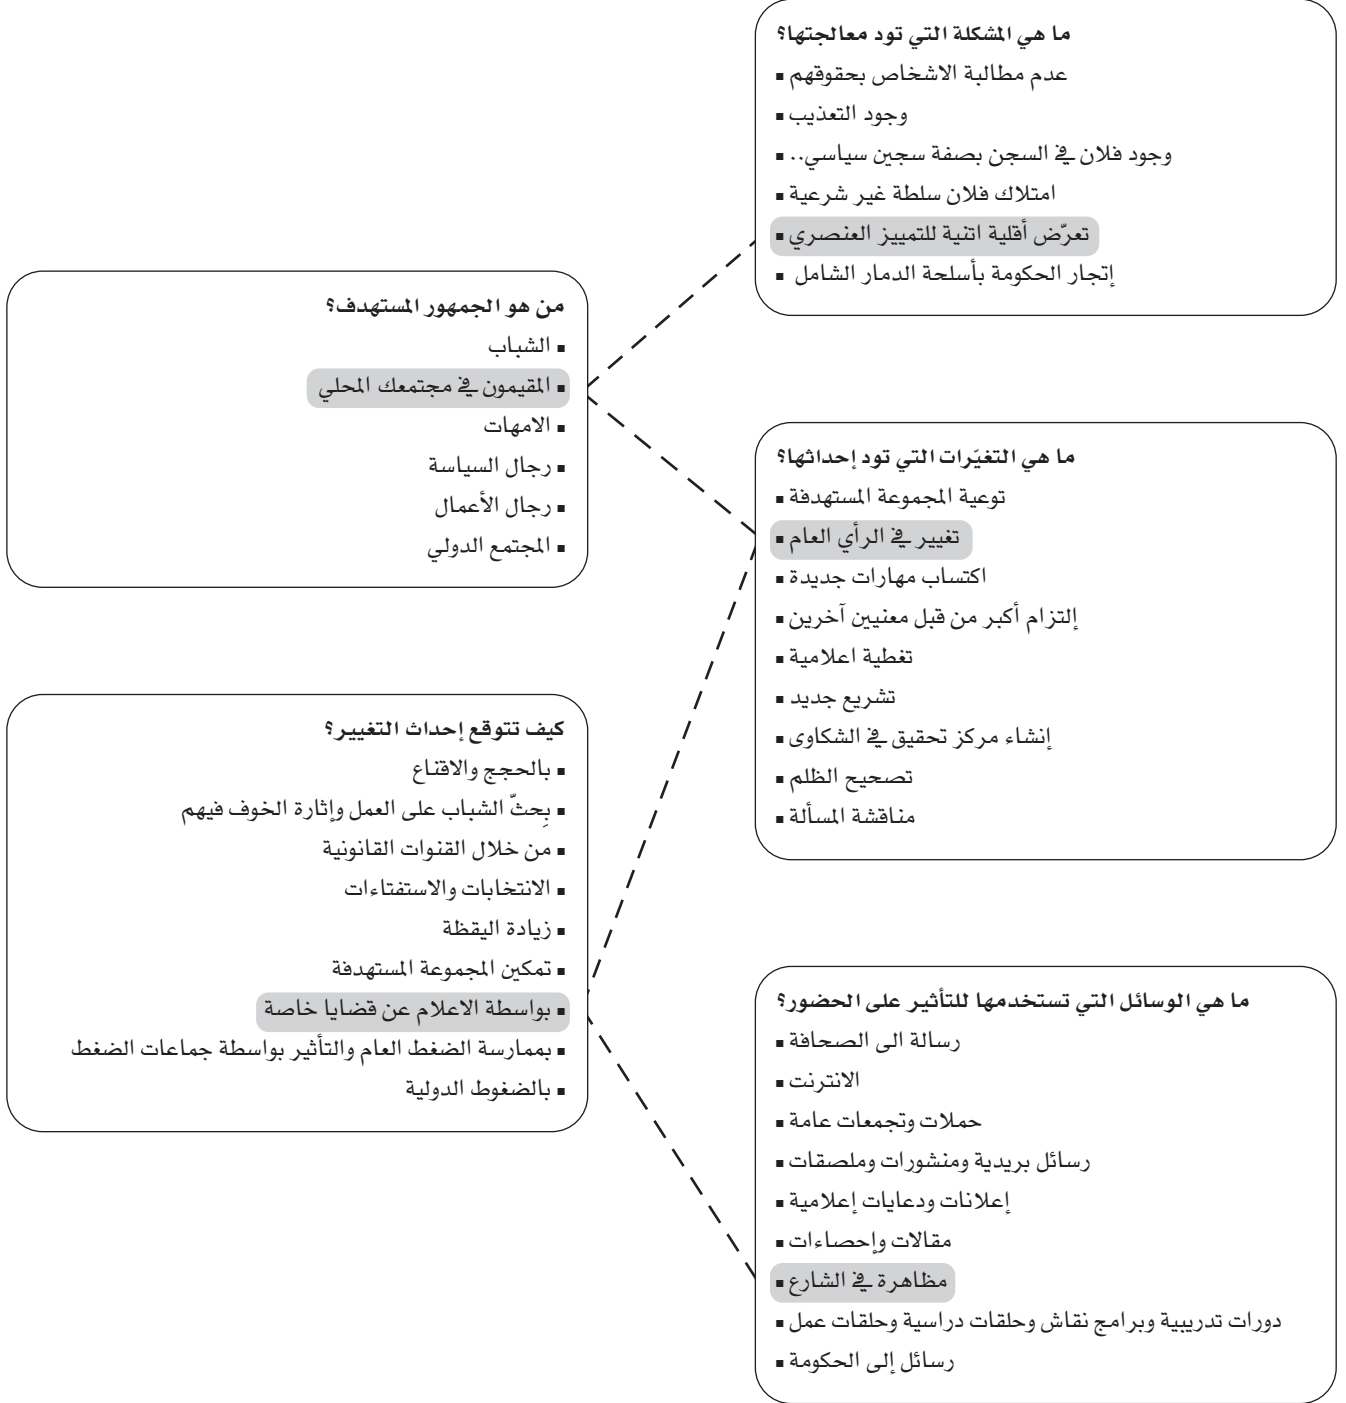 ما هي المشكلة التي تود معالجتها؟
عدم مطالبة الاشخاص بحقوقهم ▪
وجود التعذيب ▪
وجود فلان في السجن بصفة سجين سياسي.. ▪
امتلاك فلان سلطة غير شرعية ▪
تعرّض أقلية اتنية للتمييز العنصري ▪
إتجار الحكومة بأسلحة الدمار الشامل ▪
من هو الجمهور المستهدف؟
▪ الشباب
▪ المقيمون في مجتمعك المحلي
▪ الامهات
▪ رجال السياسة
▪ رجال الأعمال
▪ المجتمع الدولي
ما هي التغيّرات التي تود إحداثها؟
توعية المجموعة المستهدفة ▪
تغيير في الرأي العام ▪
اكتساب مهارات جديدة ▪
إلتزام أكبر من قبل معنيين آخرين ▪
تغطية اعلامية ▪
تشريع جديد ▪
إنشاء مركز تحقيق في الشكاوى ▪
تصحيح الظلم ▪
مناقشة المسألة ▪
كيف تتوقع إحداث التغيير؟
▪ بالحجج والاقتاع
▪ بِحثّ الشباب على العمل وإثارة الخوف فيهم
▪ من خلال القنوات القانونية
▪ الانتخابات والاستفتاءات
▪ زيادة اليقظة
▪ تمكين المجموعة المستهدفة
▪ بواسطة الاعلام عن قضايا خاصة
▪ بممارسة الضغط العام والتأثير بواسطة جماعات الضغط
▪ بالضغوط الدولية
ما هي الوسائل التي تستخدمها للتأثير على الحضور؟
رسالة الى الصحافة ▪
الانترنت ▪
حملات وتجمعات عامة ▪
رسائل بريدية ومنشورات وملصقات ▪
إعلانات ودعايات إعلامية ▪
مقالات وإحصاءات ▪
مظاهرة في الشارع ▪
دورات تدريبية وبرامج نقاش وحلقات دراسية وحلقات عمل ▪
رسائل إلى الحكومة ▪